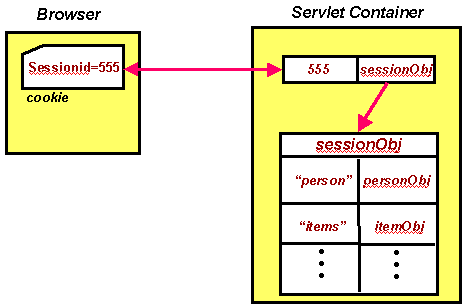 Browser
Servlet Container
Sessionid=555
cookie
555 sessionObj
sessionObj
“person” personObj
“items” itemObj